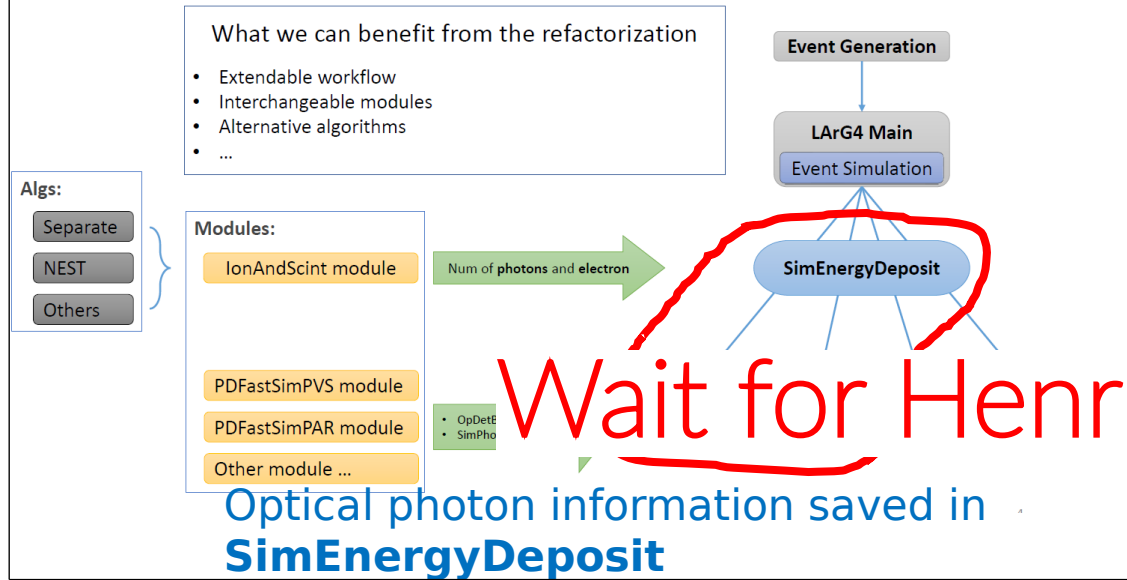 What we can benefit from the refactorization
• Extendable workflow
• Interchangeable modules
• Alternative algorithms
• ...
Event Generation
LArG4 Main
Event Simulation
Algs:
Separate
NEST
Others
Modules:
IonAndScint module
Num of photons and electron
SimEnergyDeposit
PDFastSimPVS module
PDFastSimPAR module
Other module ...
• OpDetB
• SimPho
Wait for Henr
Optical photon information saved in
SimEnergyDeposit